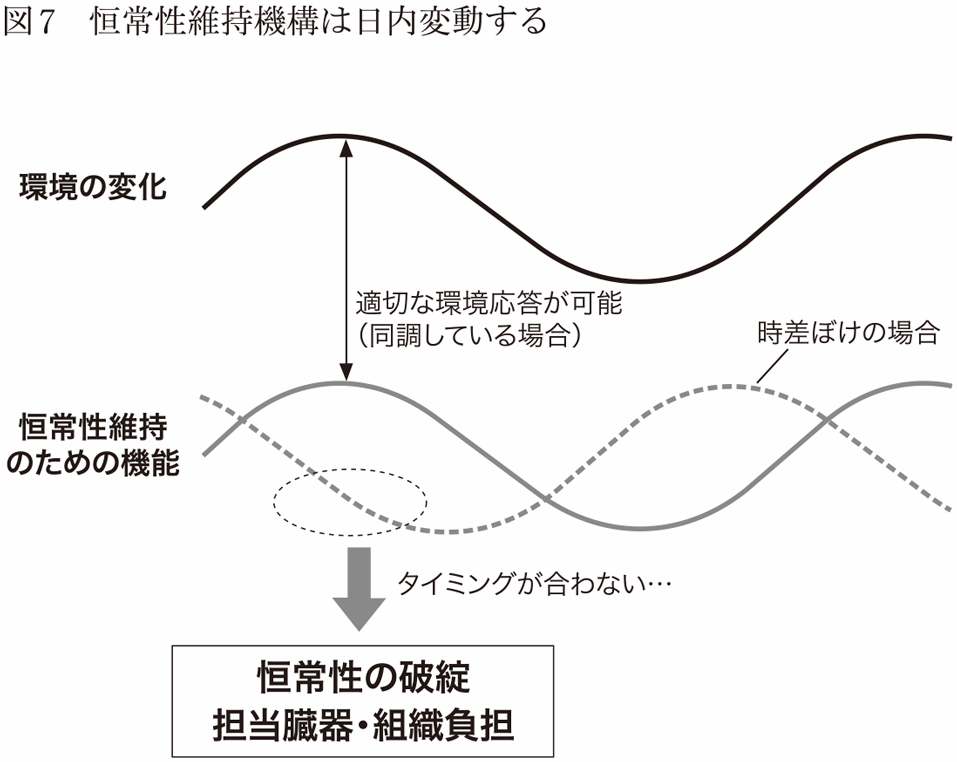 図7 恒常性維持機構は日内変動する
環境の変化
適切な環境応答が可能
（同調している場合）
時差ぼけの場合
恒常性維持
のための機能
タイミングが合わない…
恒常性の破綻
担当臓器・組織負担